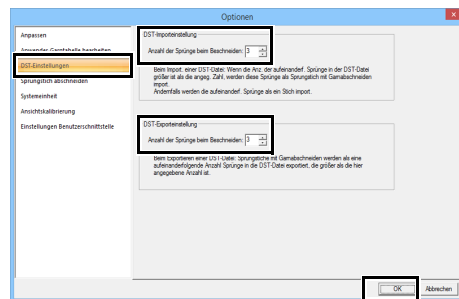 Optionen
Anpassen
Anwender-Garntabelle bearbeiten
DST-Einstellungen
Sprungstich abschneiden
Systemeinheit
Ansichtskalibrierung
Einstellungen Benutzerschnittstelle
DST-Importeinstellung
Anzahl der Sprünge beim Beschneiden: 3
Beim Import. einer DST-Datei: Wenn die Anz. der aufeinanderf. Sprünge in der DST-Datei
größer ist als die angeg. Zahl, werden diese Sprünge als Sprungstich mit Garnabschneiden
import.
Andernfalls werden die aufeinanderf. Sprünge als ein Stich import.
DST-Exporteinstellung
Anzahl der Sprünge beim Beschneiden: 3
Beim Exportieren einer DST-Datei: Sprungstiche mit Garnabschneiden werden als eine
aufeinanderfolgende Anzahl Sprünge in die DST-Datei exportiert, die größer als die hier
angegebene Anzahl ist.
OK
Abbrechen